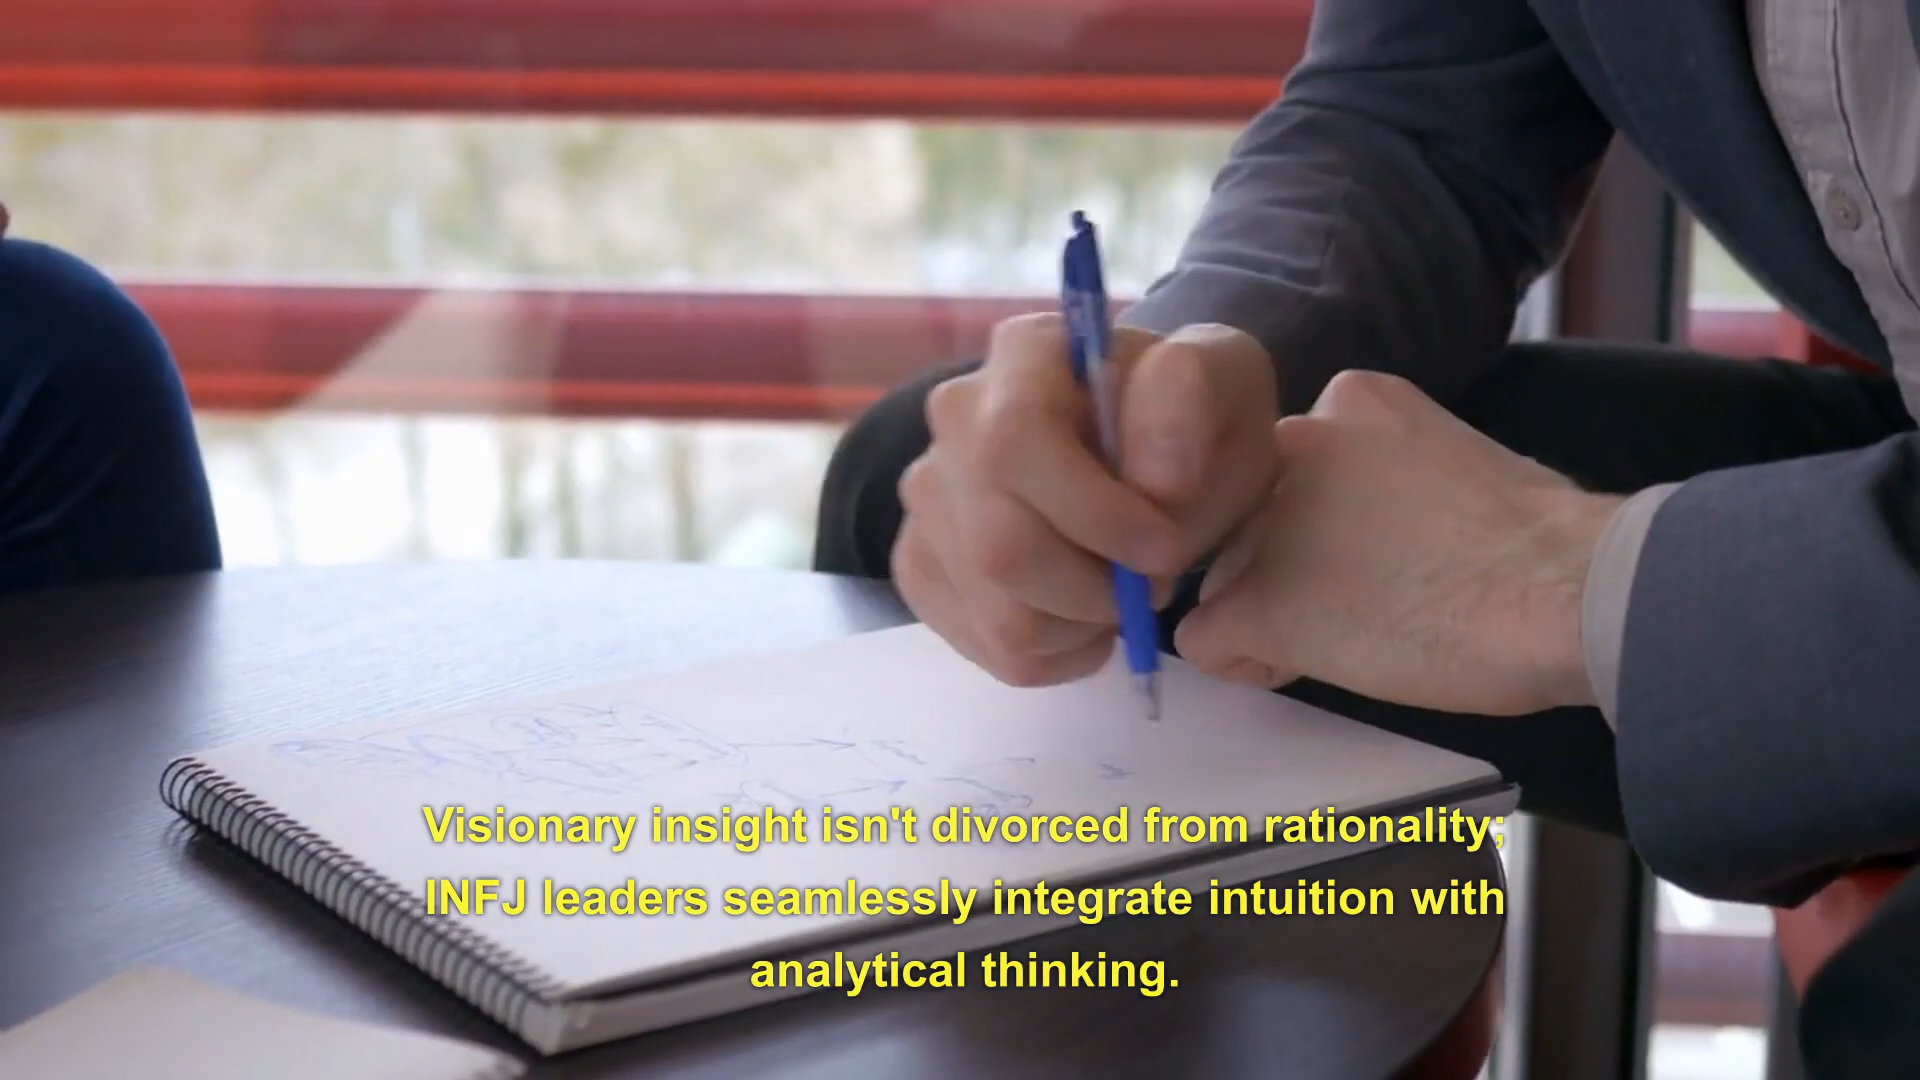 Visionary insight isn't divorced from rationality;
INFJ leaders seamlessly integrate intuition with
analytical thinking.